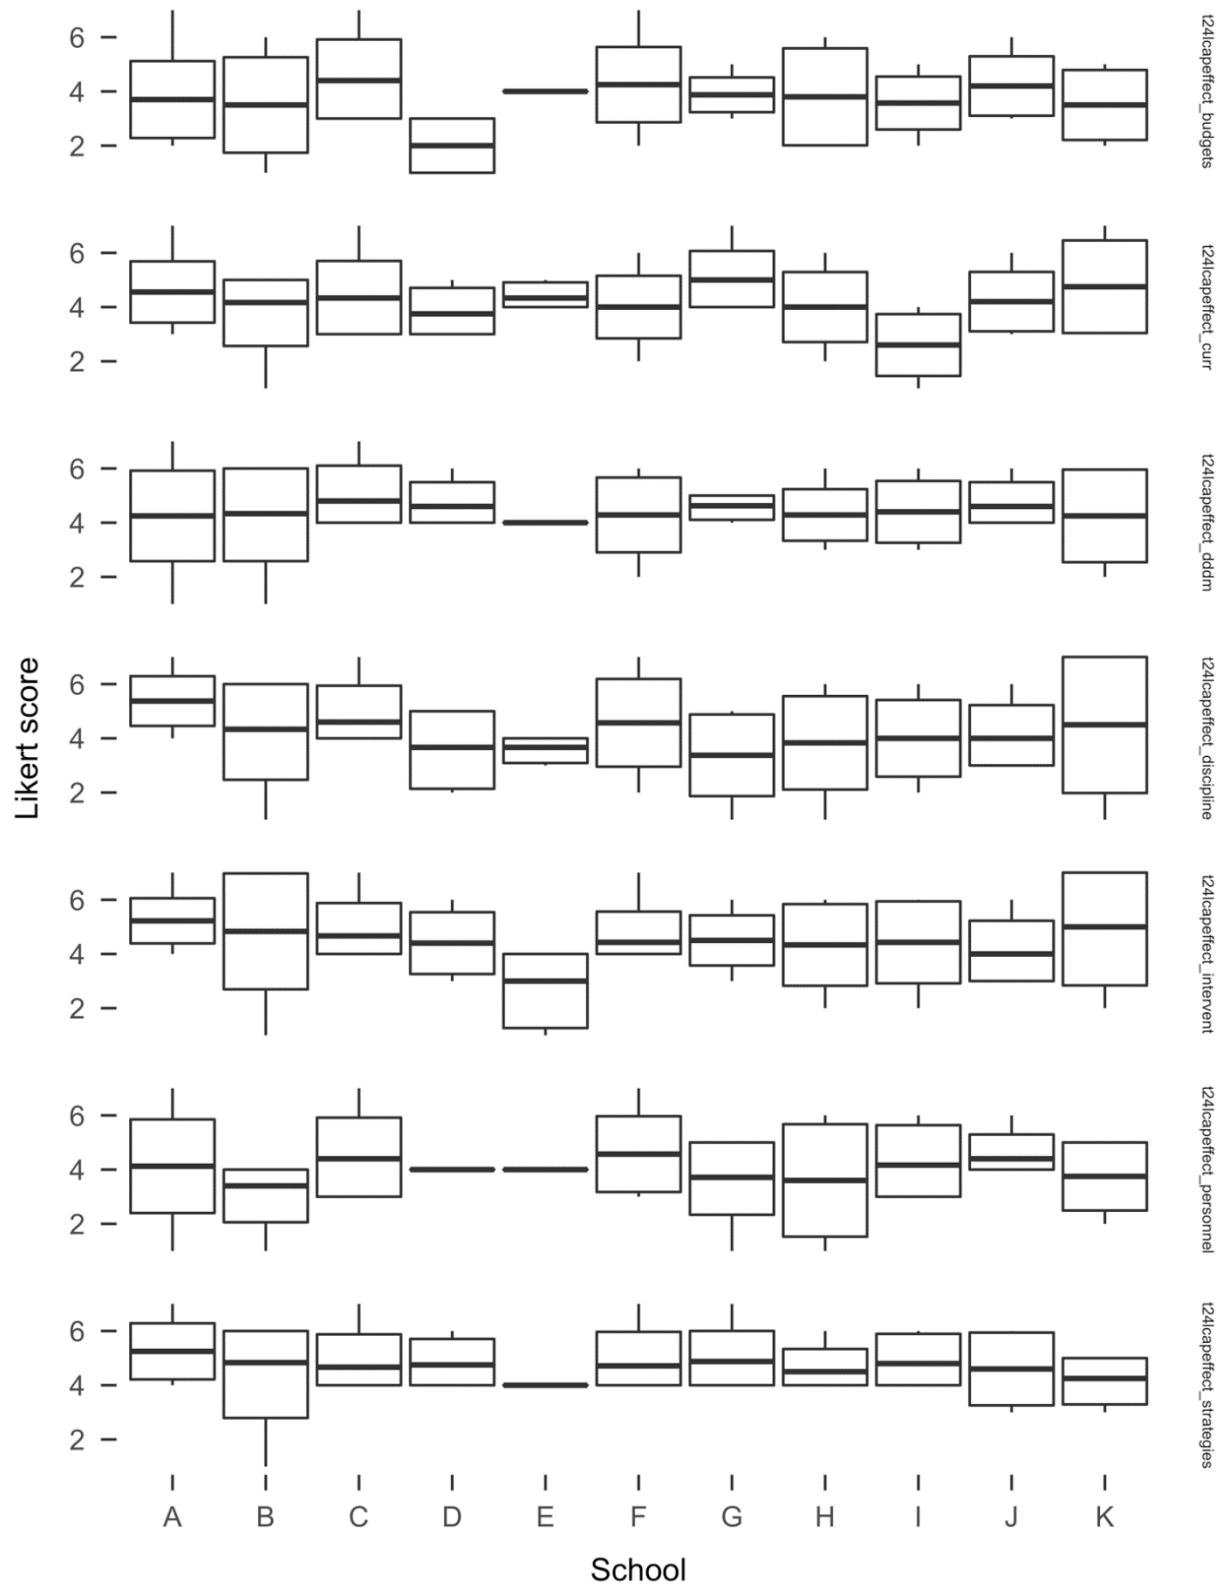 6
4
2
t24lcapeffect_budgets
6
4
2
t24lcapeffect_curr
6
4
2
t24lcapeffect_dddm
6
4
2
t24lcapeffect_discipline
6
4
2
t24lcapeffect_intervent
6
4
2
t24lcapeffect_personnel
6
4
2
t24lcapeffect_strategies
Likert score
A B C D E F G H I J K
School